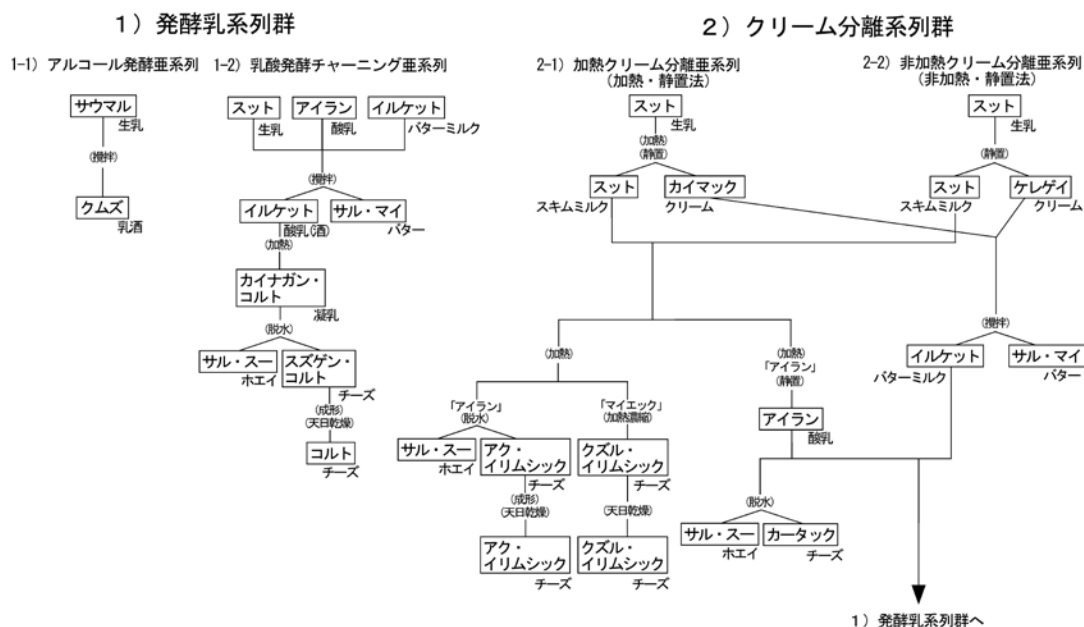 1）発酵乳系列群
2）クリーム分離系列群
1-1）アルコール発酵亜系列
1-2）乳酸発酵チャーニング亜系列
2-1）加熱クリーム分離亜系列
(加熱・静置法)
2-2）非加熱クリーム分離亜系列
(非加熱・静置法)
サウマル
生乳
(攪拌)
クムズ
乳酒
スット
生乳
アイラン
酸乳
イルケット
バターミルク
(攪拌)
イルケット
酸乳(酒)
サル・マイ
バター
(加熱)
カイナガン・
コルト
凝乳
(脱水)
サル・スー
ホエイ
スズゲン・
コルト
チーズ
(成形)
(天日乾燥)
コルト
チーズ
スット
生乳
(加熱)
(静置)
スット
スキムミルク
カイマック
クリーム
スット
生乳
(静置)
スット
スキムミルク
ケレゲイ
クリーム
(加熱)
「アイラン」
(脱水)
サル・スー
ホエイ
アク・
イリムシック
チーズ
(成形)
(天日乾燥)
アク・
イリムシック
チーズ
「マイエック」
(加熱濃縮)
クズル・
イリムシック
チーズ
(天日乾燥)
クズル・
イリムシック
チーズ
(加熱)
「アイラン」
(静置)
アイラン
酸乳
(脱水)
サル・スー
ホエイ
カータック
チーズ
(攪拌)
イルケット
バターミルク
サル・マイ
バター
1）発酵乳系列群へ